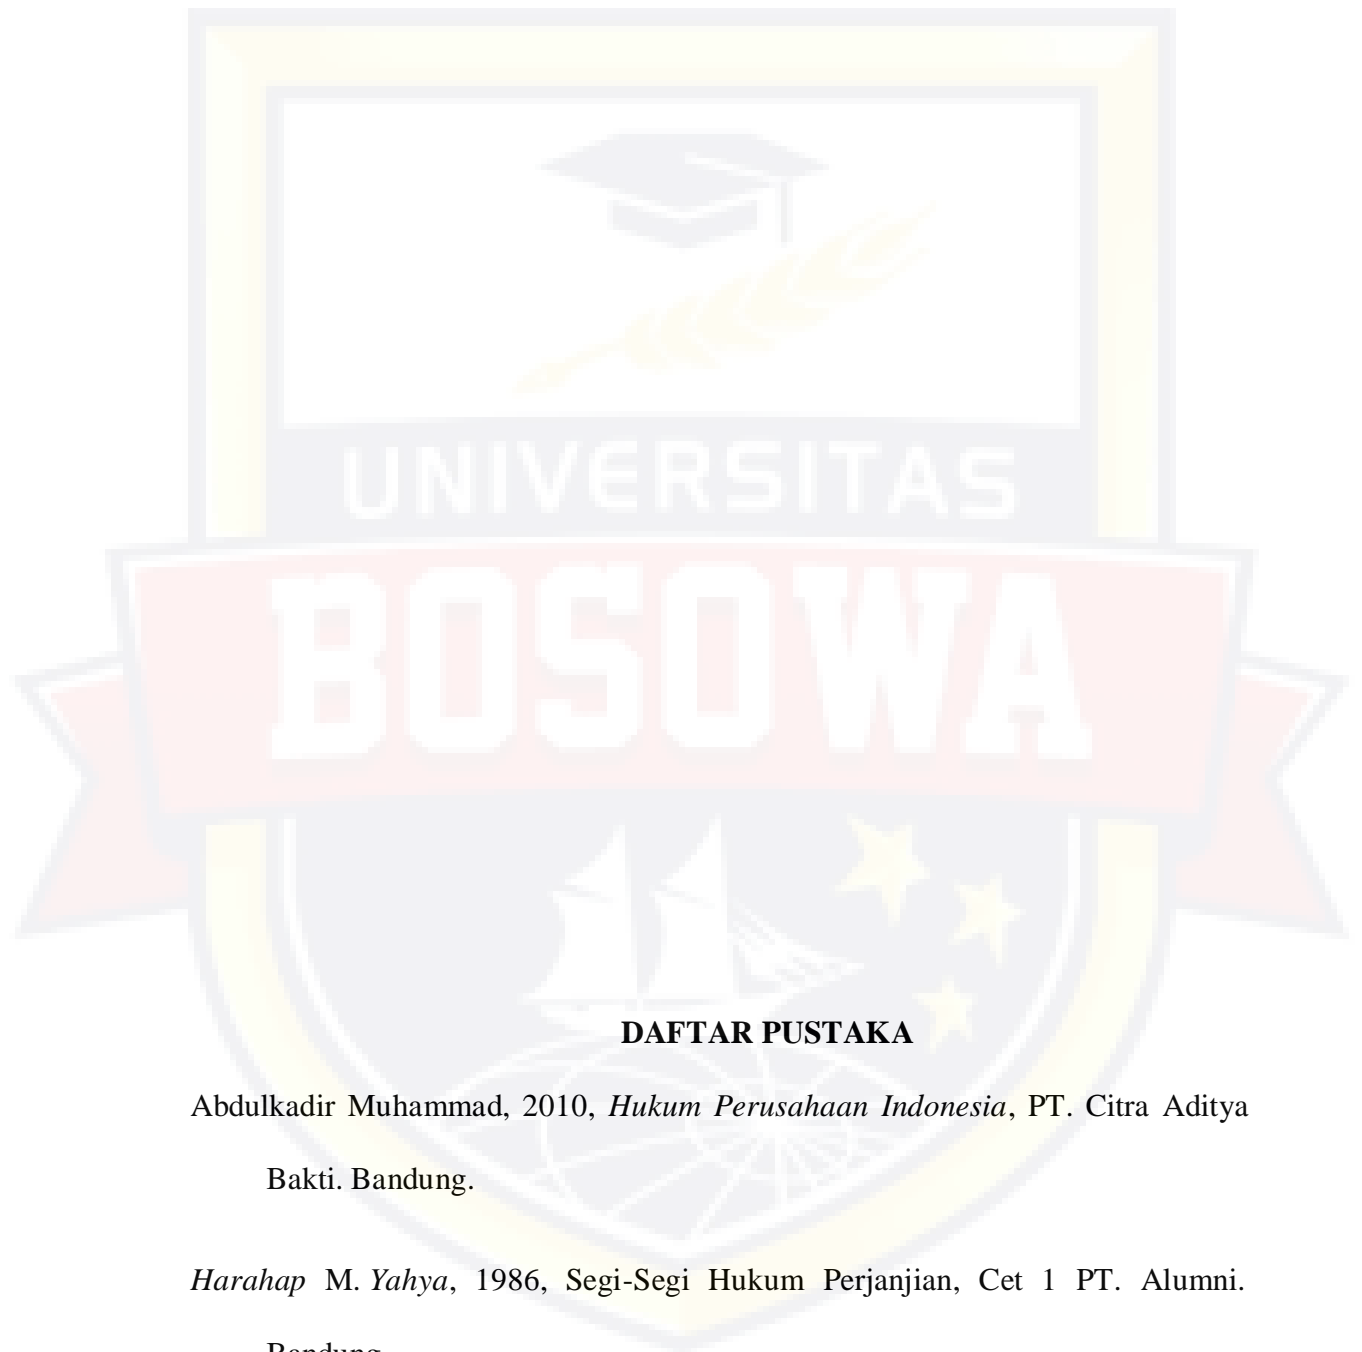 UNIVERSITAS
BOSOWA
DAFTAR PUSTAKA
Abdulkadir Muhammad, 2010, Hukum Perusahaan Indonesia, PT. Citra Aditya
Bakti. Bandung.
Harahap M. Yahya, 1986, Segi-Segi Hukum Perjanjian, Cet 1 PT. Alumni.
Bandung